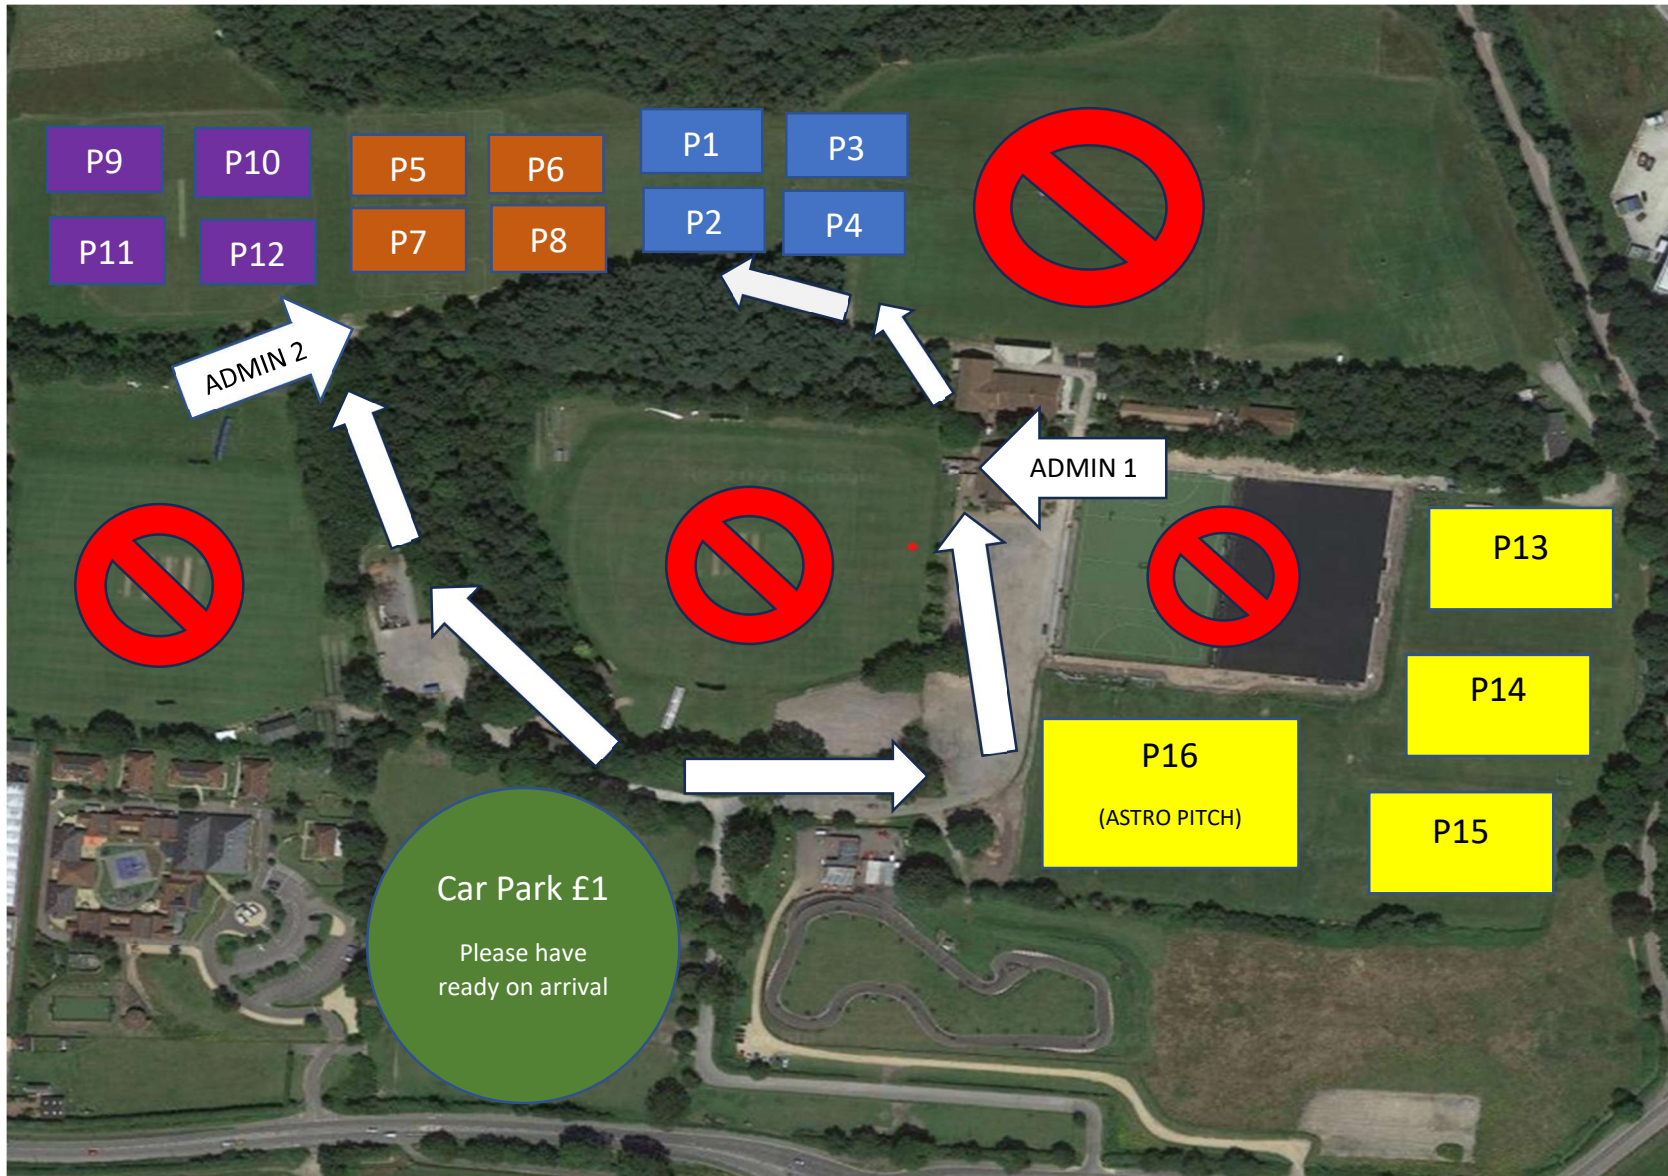 P9
P10
P5
P6
P1
P3
P11
P12
P7
P8
P2
P4
ADMIN 2
ADMIN 1
P13
P14
P16
(ASTRO PITCH)
P15
Car Park £1
Please have
ready on arrival